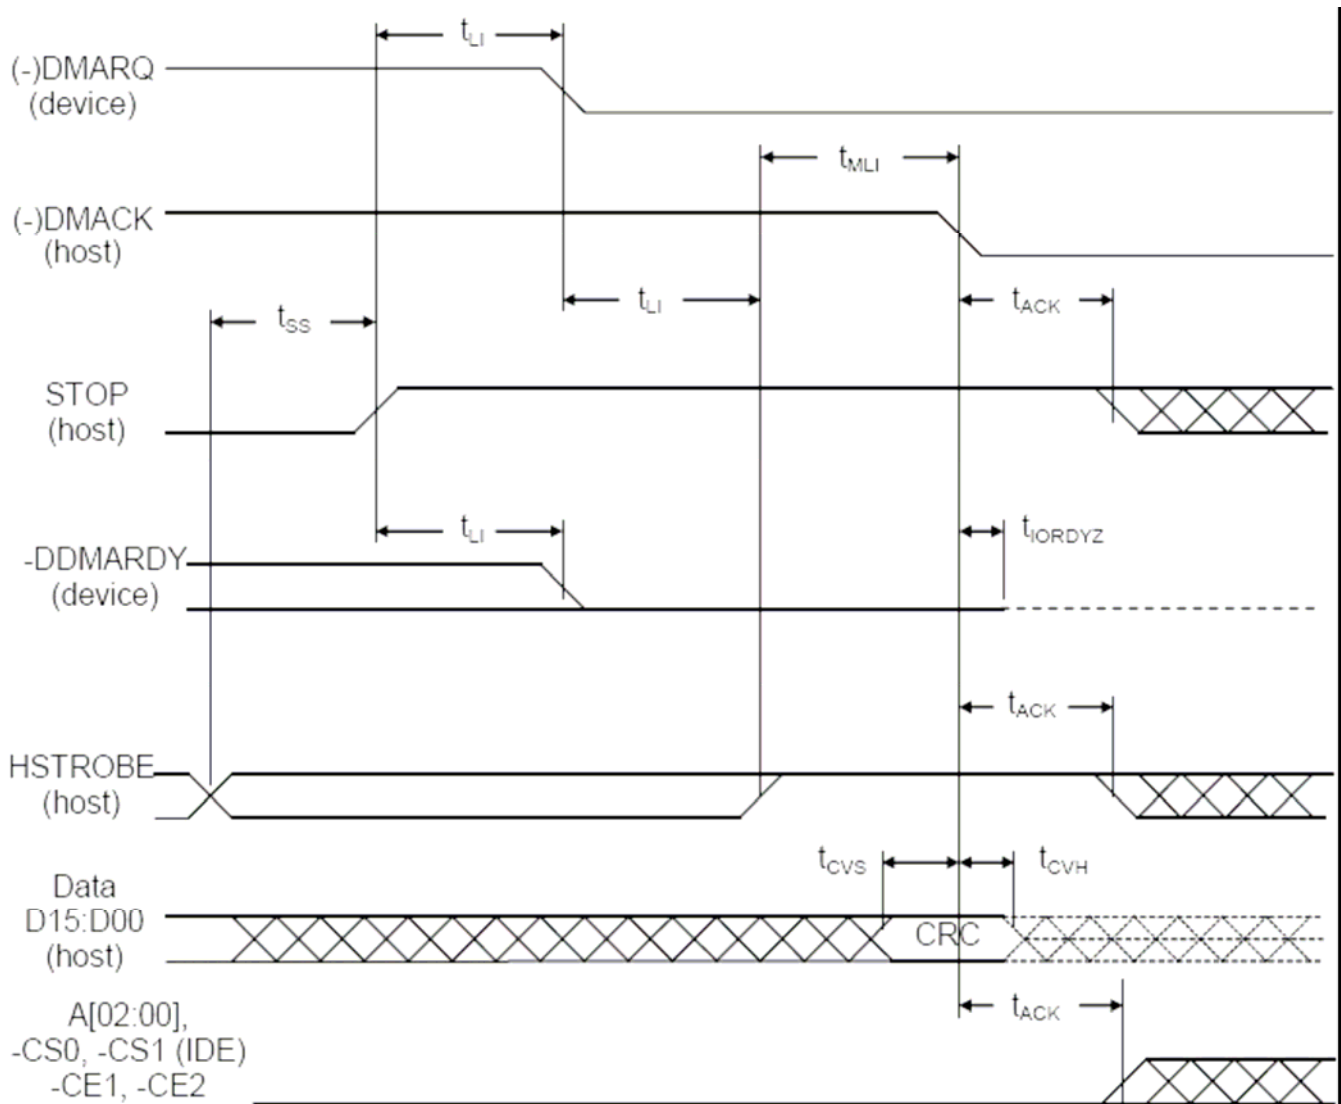 tLI
(-)DMARQ
(device)
tMLI
(-)DMACK
(host)
tLI
tACK
tSS
STOP
(host)
tLI
tIORDYZ
-DDMARDY
(device)
tACK
HSTROBE
(host)
tCVS
tCVH
Data
D15:D00
(host)
CRC
tACK
A[02:00],
-CS0, -CS1 (IDE)
-CE1, -CE2